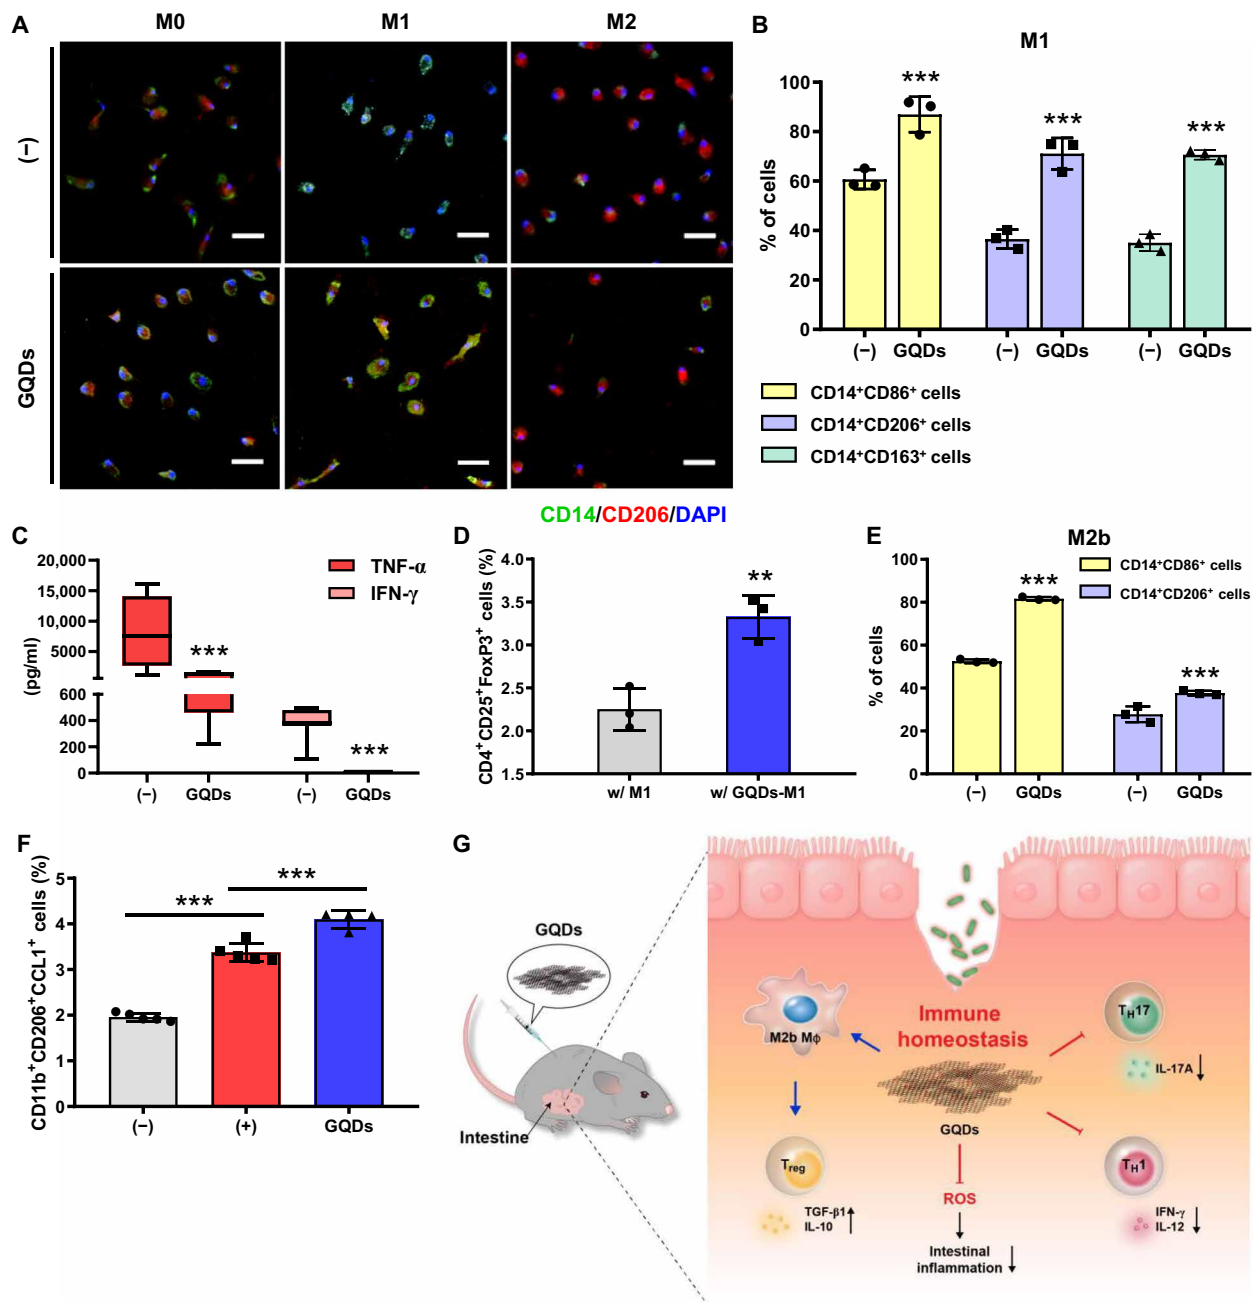 A
M0
M1
M2
(−)
GQDs
CD14/CD206/DAPI
B
M1
% of cells
100
80
60
40
20
0
***
***
***
(−)
GQDs
(−)
GQDs
(−)
GQDs
CD14⁺CD86⁺ cells
CD14⁺CD206⁺ cells
CD14⁺CD163⁺ cells
C
(pg/ml)
20,000
15,000
10,000
5000
600
400
200
0
TNF-α
IFN-γ
***
***
(−)
GQDs
(−)
GQDs
D
CD4⁺CD25⁺FoxP3⁺ cells (%)
4.0
3.5
3.0
2.5
2.0
1.5
**
w/ M1
w/ GQDs-M1
E
M2b
% of cells
100
80
60
40
20
0
CD14⁺CD86⁺ cells
CD14⁺CD206⁺ cells
***
***
(−)
GQDs
(−)
GQDs
F
CD11b⁺CD206⁺CCL1⁺ cells (%)
5
4
3
2
1
0
***
***
(−)
(+)
GQDs
G
GQDs
Intestine
M2b Mϕ
Immune
homeostasis
GQDs
TH17
IL-17A
Treg
TGF-β1
IL-10
ROS
Intestinal
inflammation
TH1
IFN-γ
IL-12